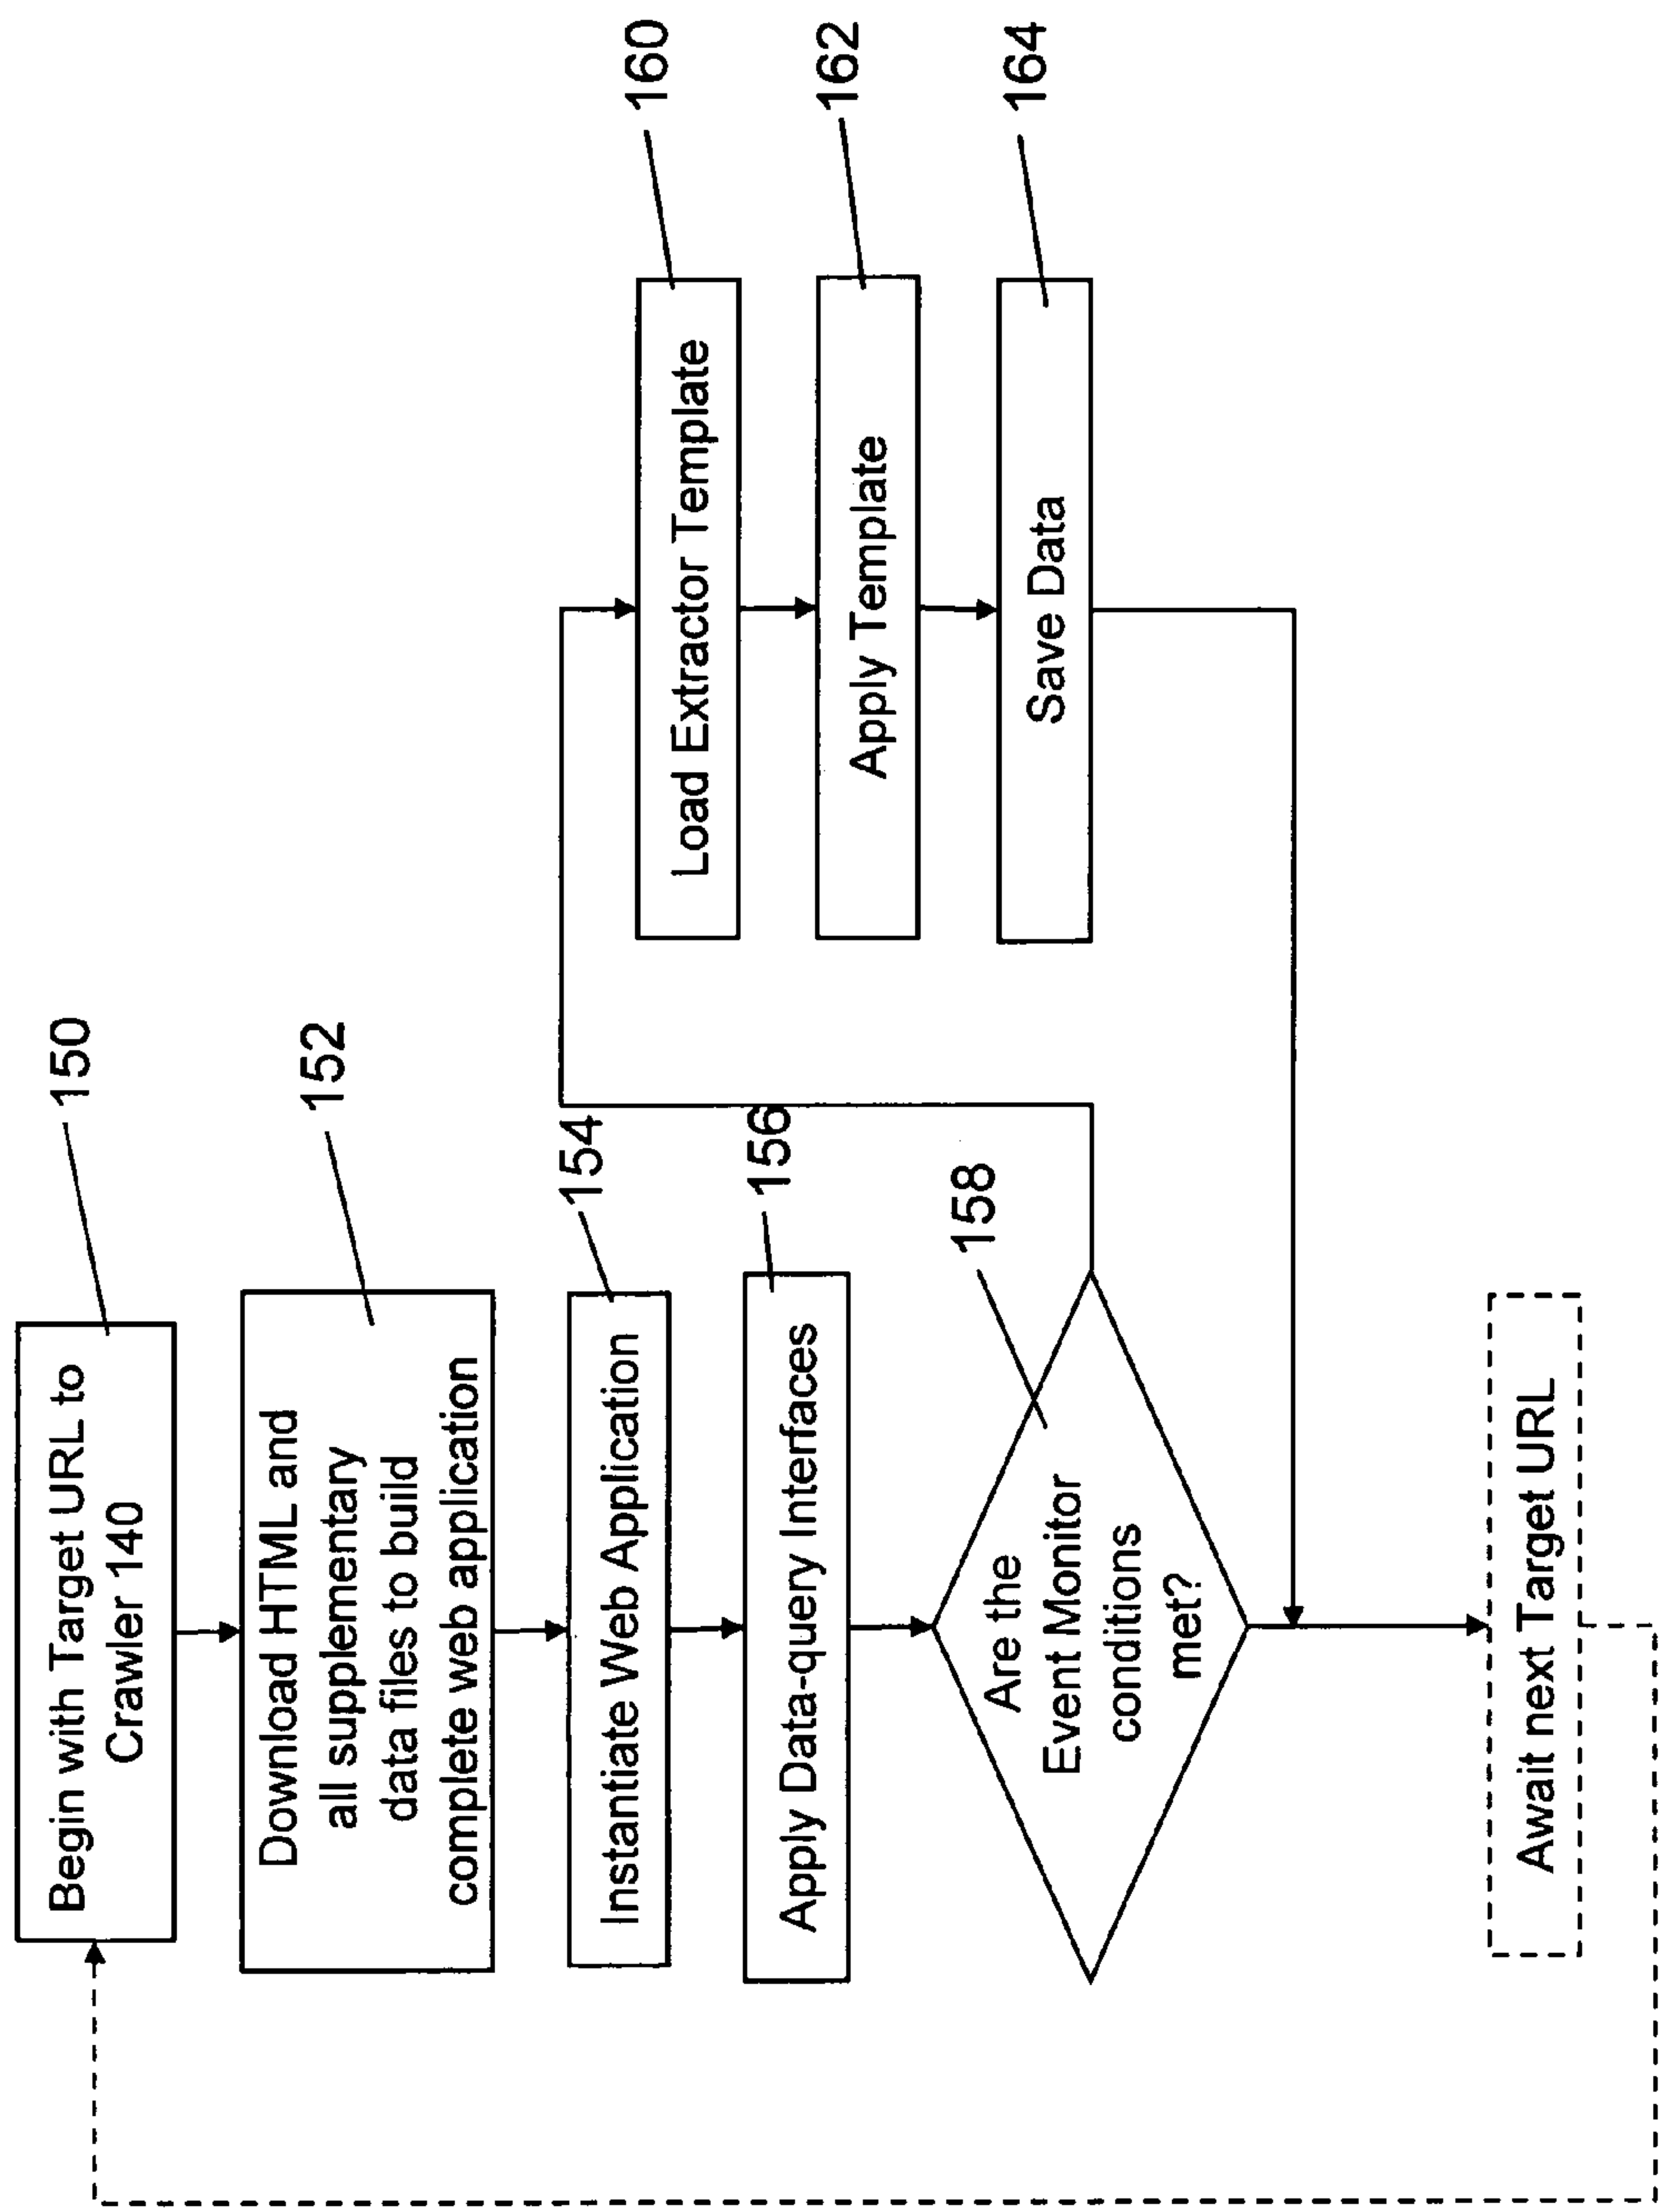 Begin with Target URL to
Crawler 140
150
Download HTML and
all supplementary
data files to build
complete web application
152
Instantiate Web Application
154
Apply Data-query Interfaces
156
Are the
Event Monitor
conditions
met?
158
Load Extractor Template
160
Apply Template
162
Save Data
164
Await next Target URL